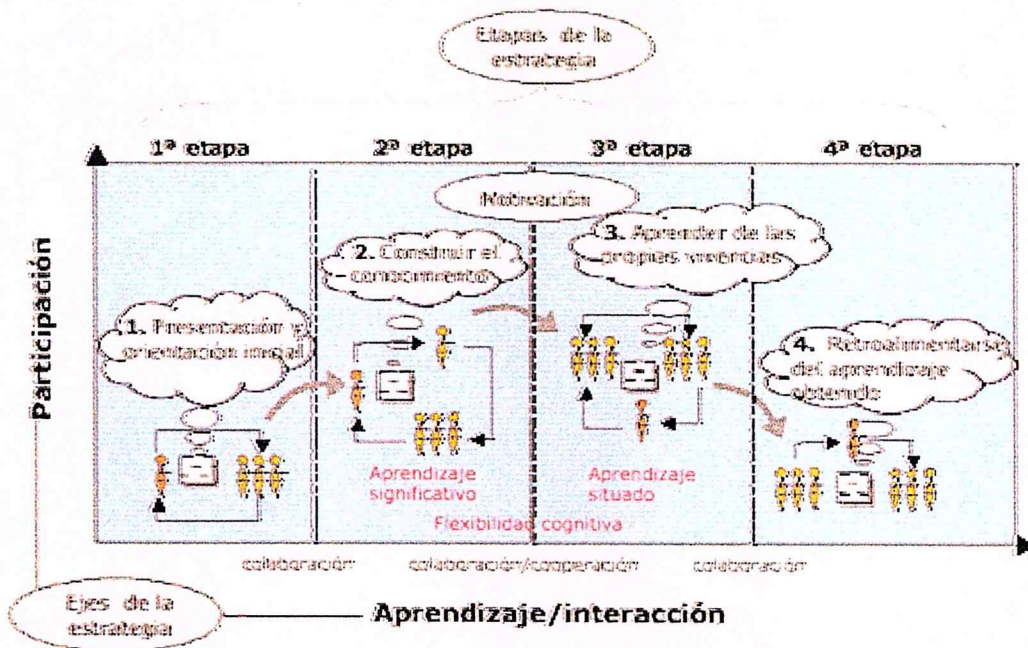 Etapas de la
estrategia
1ª etapa
2ª etapa
3ª etapa
4ª etapa
Motivación
3. Aprender de las
propias vivencias
2. Construir el
conocimiento
1. Presentación y
orientación inicial
4. Retroalimentarse
del aprendizaje
obtenido
Participación
Aprendizaje
significativo
Aprendizaje
situado
Flexibilidad cognitiva
colaboración
colaboración/cooperación
colaboración
Ejes de la
estrategia
Aprendizaje/interacción